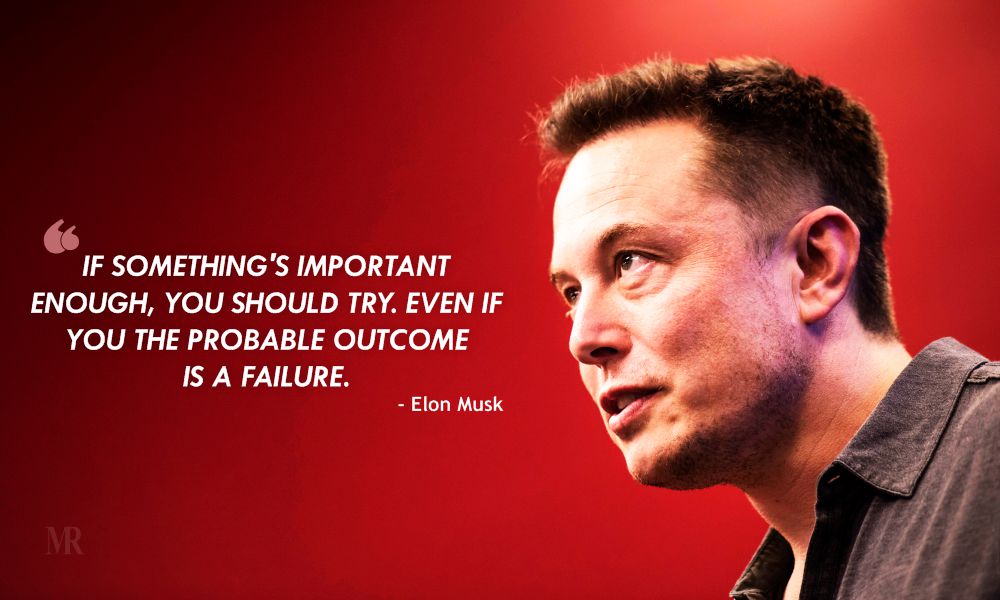 “
IF SOMETHING'S IMPORTANT
ENOUGH, YOU SHOULD TRY. EVEN IF
YOU THE PROBABLE OUTCOME
IS A FAILURE.
- Elon Musk
MR